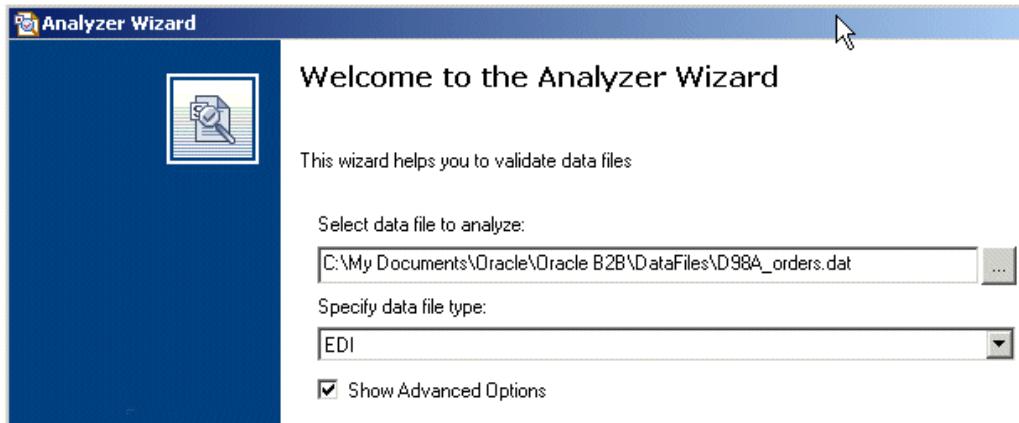 Analyzer Wizard
Welcome to the Analyzer Wizard
This wizard helps you to validate data files
Select data file to analyze:
C:\My Documents\Oracle\Oracle B2B\DataFiles\D98A_orders.dat
...
Specify data file type:
EDI
Show Advanced Options